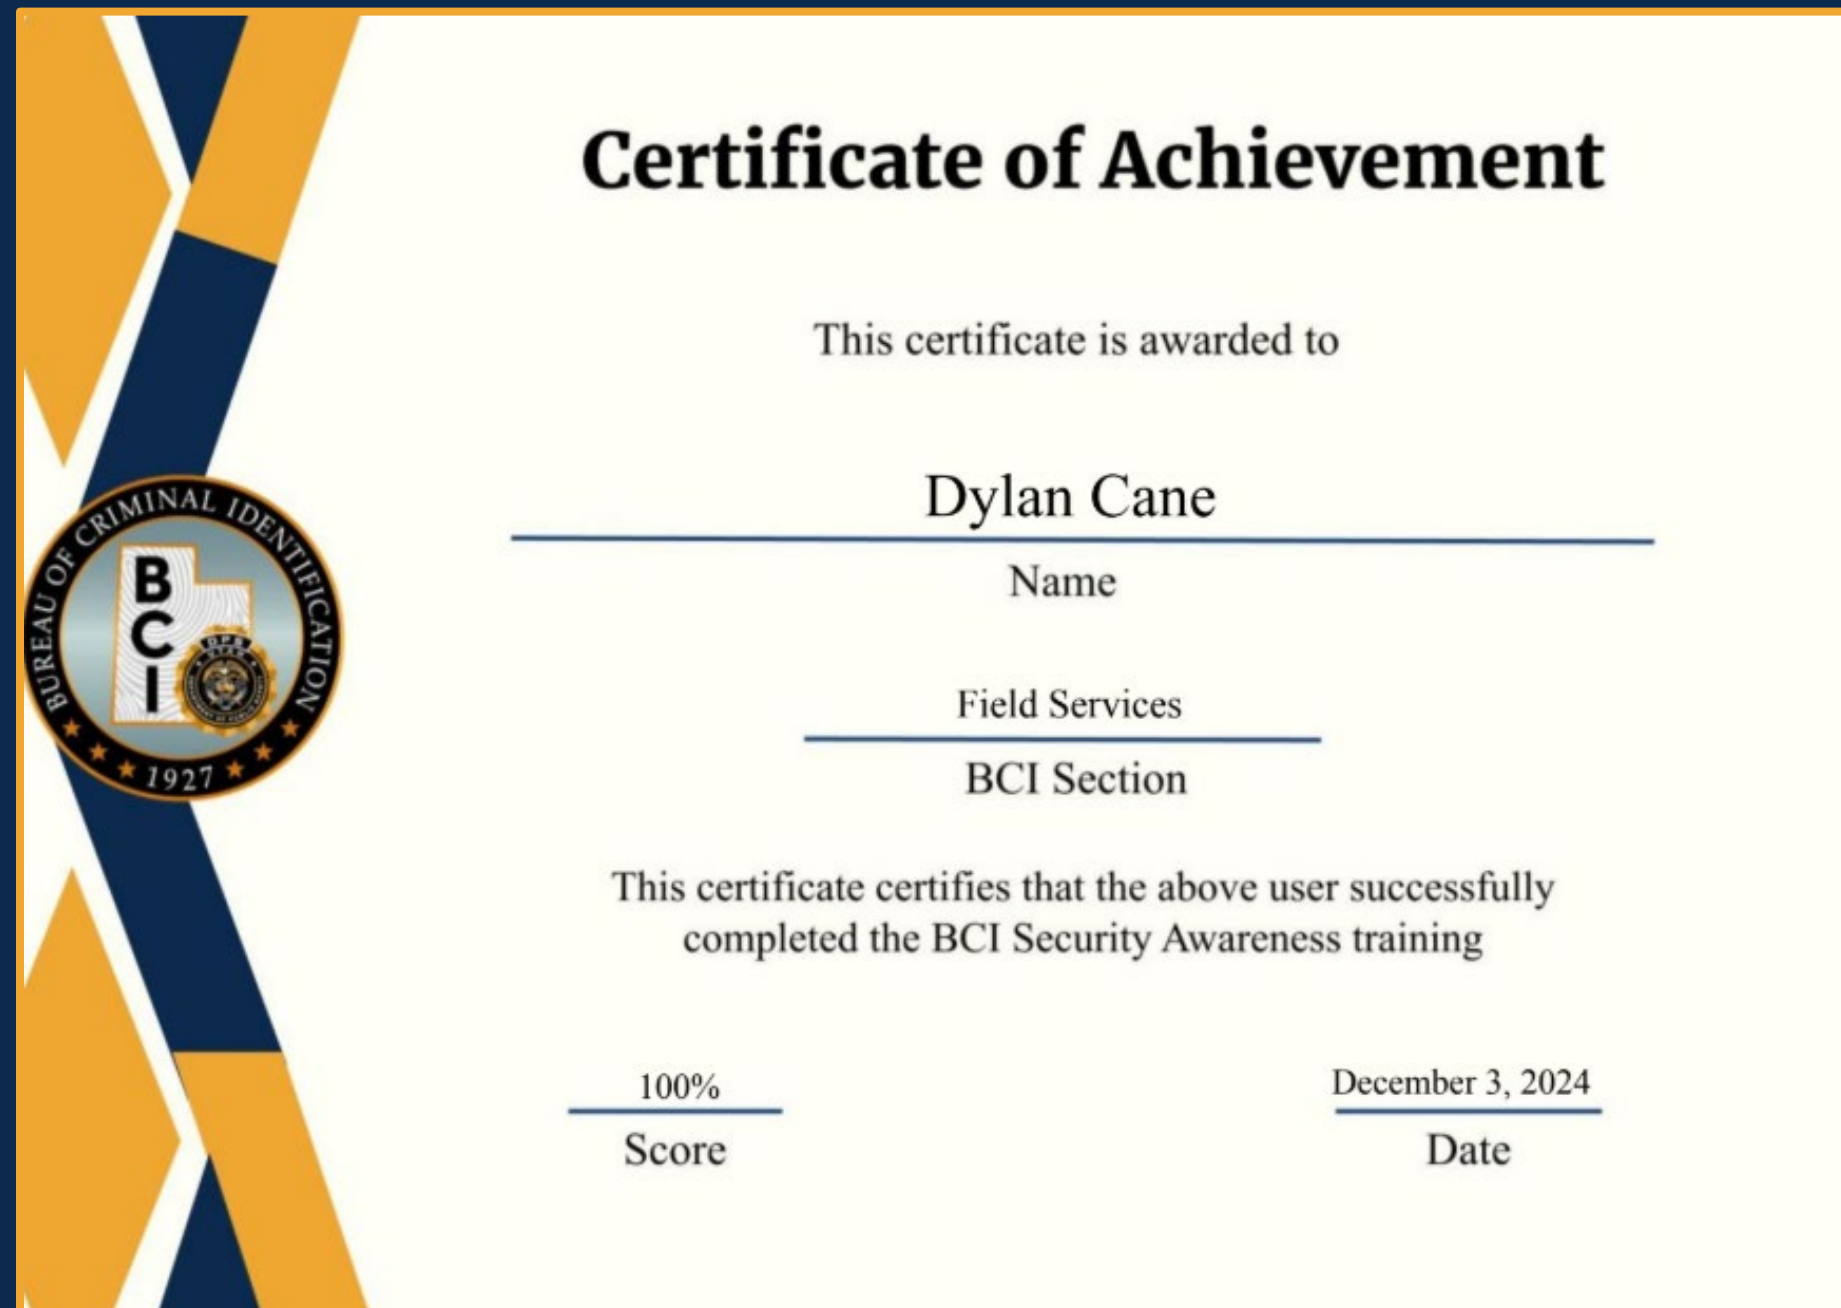 Certificate of Achievement
This certificate is awarded to
Dylan Cane
Name
Field Services
BCI Section
This certificate certifies that the above user successfully
completed the BCI Security Awareness training
100%
Score
December 3, 2024
Date
BUREAU OF CRIMINAL IDENTIFICATION
B
C
I
DPS
UTAH
1927